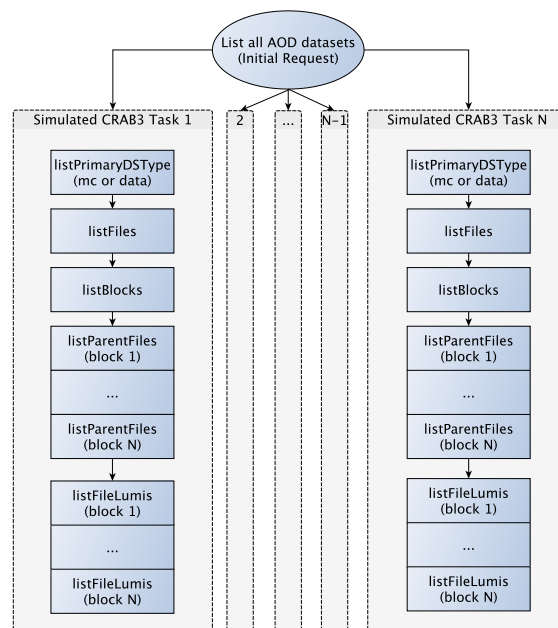 List all AOD datasets
(Initial Request)
Simulated CRAB3 Task 1
2
...
N-1
Simulated CRAB3 Task N
listPrimaryDSType
(mc or data)
listFiles
listBlocks
listParentFiles
(block 1)
...
listParentFiles
(block N)
listFileLumis
(block 1)
...
listFileLumis
(block N)
listPrimaryDSType
(mc or data)
listFiles
listBlocks
listParentFiles
(block 1)
...
listParentFiles
(block N)
listFileLumis
(block 1)
...
listFileLumis
(block N)